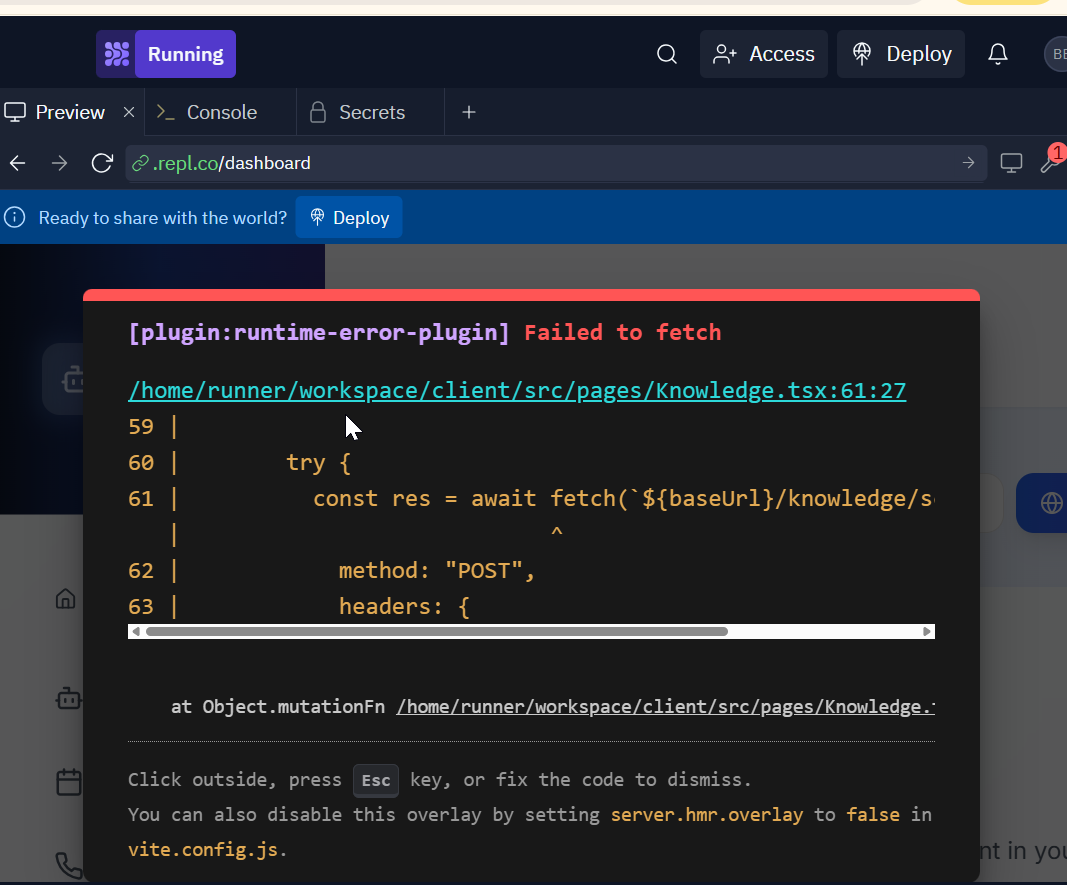 Running
Access
Deploy
BE
Preview
Console
Secrets
.repl.co/dashboard
1
Ready to share with the world?
Deploy
[plugin:runtime-error-plugin] Failed to fetch
/home/runner/workspace/client/src/pages/Knowledge.tsx:61:27
59 |
60 | try {
61 | const res = await fetch(`${baseUrl}/knowledge/s
| ^
62 | method: "POST",
63 | headers: {
at Object.mutationFn /home/runner/workspace/client/src/pages/Knowledge.
Click outside, press Esc key, or fix the code to dismiss.
You can also disable this overlay by setting server.hmr.overlay to false in
vite.config.js.
nt in you